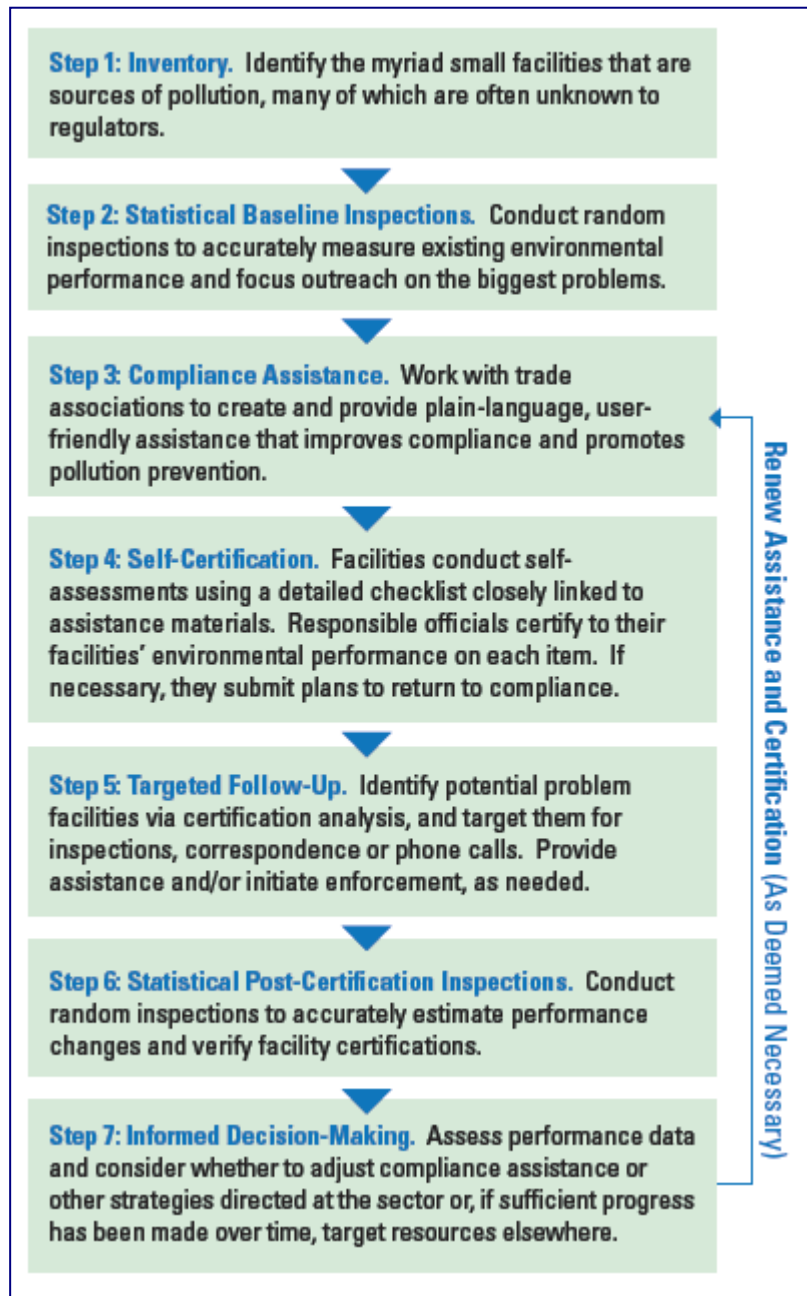 Step 1: Inventory. Identify the myriad small facilities that are
sources of pollution, many of which are often unknown to
regulators.
Step 2: Statistical Baseline Inspections. Conduct random
inspections to accurately measure existing environmental
performance and focus outreach on the biggest problems.
Step 3: Compliance Assistance. Work with trade
associations to create and provide plain-language, user-
friendly assistance that improves compliance and promotes
pollution prevention.
Step 4: Self-Certification. Facilities conduct self-
assessments using a detailed checklist closely linked to
assistance materials. Responsible officials certify to their
facilities' environmental performance on each item. If
necessary, they submit plans to return to compliance.
Step 5: Targeted Follow-Up. Identify potential problem
facilities via certification analysis, and target them for
inspections, correspondence or phone calls. Provide
assistance and/or initiate enforcement, as needed.
Step 6: Statistical Post-Certification Inspections. Conduct
random inspections to accurately estimate performance
changes and verify facility certifications.
Step 7: Informed Decision-Making. Assess performance data
and consider whether to adjust compliance assistance or
other strategies directed at the sector or, if sufficient progress
has been made over time, target resources elsewhere.
Renew Assistance and Certification (As Deemed Necessary)